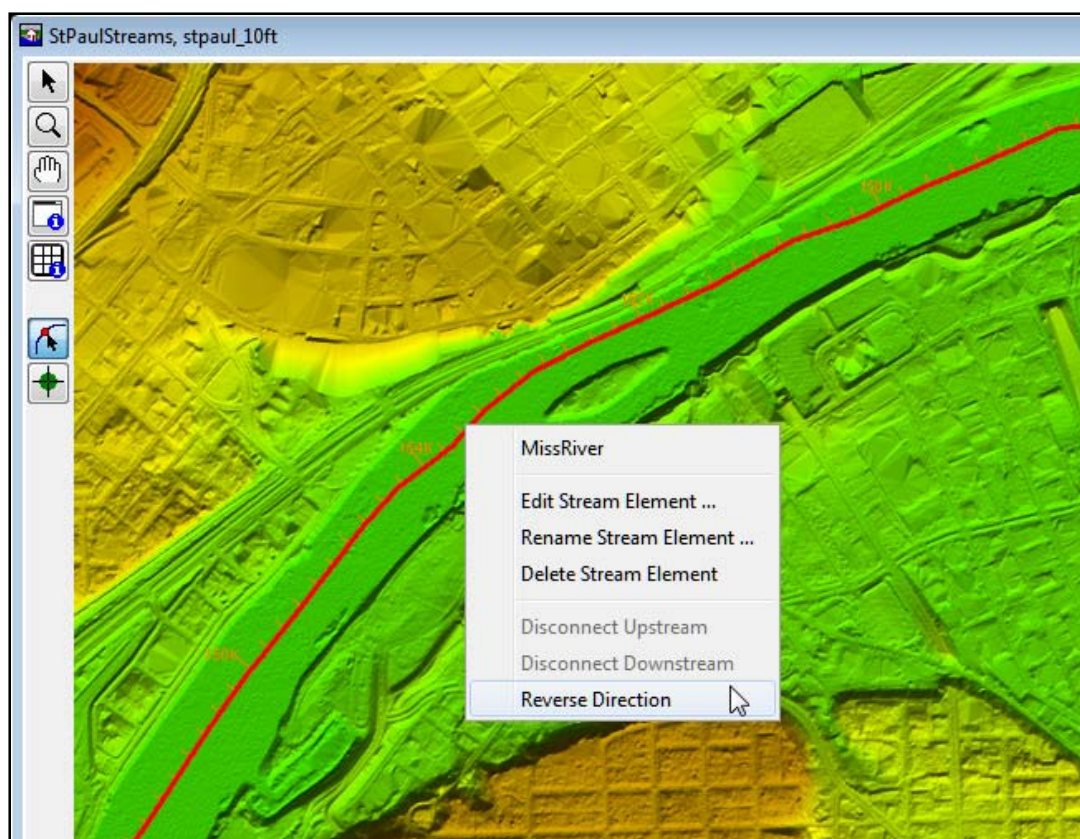 StPaulStreams, stpaul_10ft
MissRiver
Edit Stream Element ...
Rename Stream Element ...
Delete Stream Element
Disconnect Upstream
Disconnect Downstream
Reverse Direction